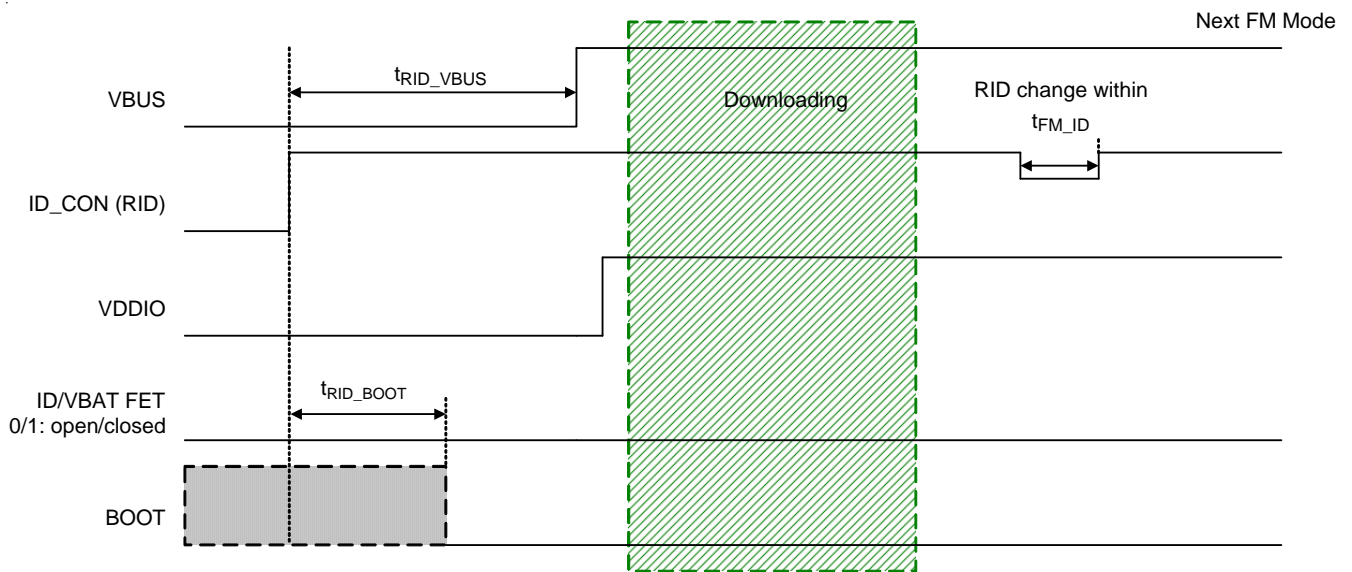 Next FM Mode
VBUS
tRID_VBUS
Downloading
RID change within
tFM_ID
ID_CON (RID)
VDDIO
ID/VBAT FET
0/1: open/closed
tRID_BOOT
BOOT